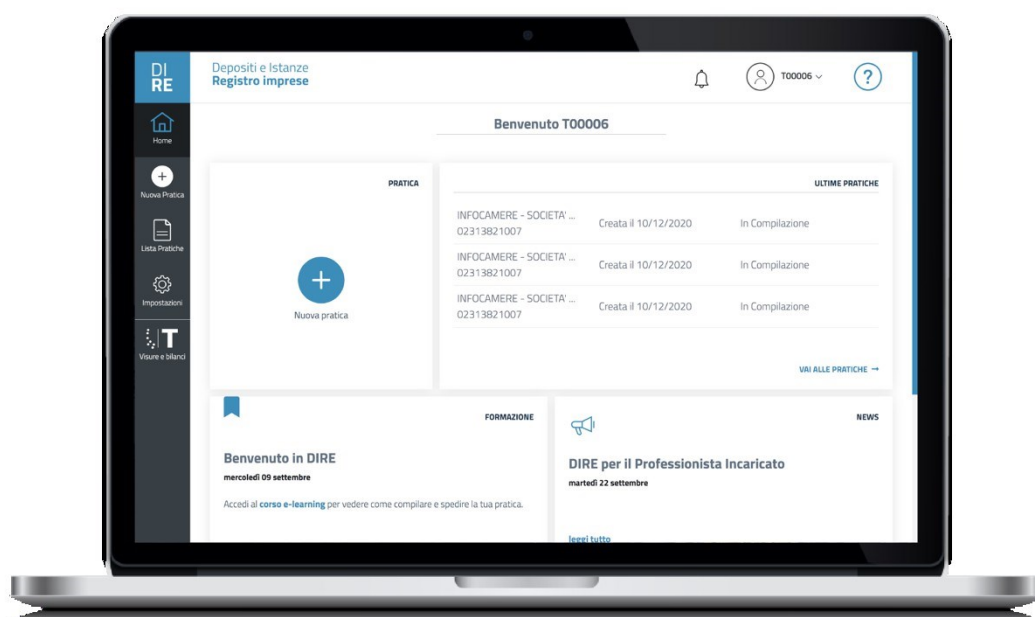 DI
RE
Depositi e Istanze
Registro imprese
T00006
?
Home
Nuova Pratica
Lista Pratiche
Impostazioni
T
Visure e bilanci
Benvenuto T00006
PRATICA
Nuova pratica
ULTIME PRATICHE
INFOCAMERE - SOCIETA' ...
02313821007
Creata il 10/12/2020
In Compilazione
INFOCAMERE - SOCIETA' ...
02313821007
Creata il 10/12/2020
In Compilazione
INFOCAMERE - SOCIETA' ...
02313821007
Creata il 10/12/2020
In Compilazione
VAI ALLE PRATICHE →
FORMAZIONE
Benvenuto in DIRE
mercoledì 09 settembre
Accedi al corso e-learning per vedere come compilare e spedire la tua pratica.
NEWS
DIRE per il Professionista Incaricato
martedì 22 settembre
leggi tutto